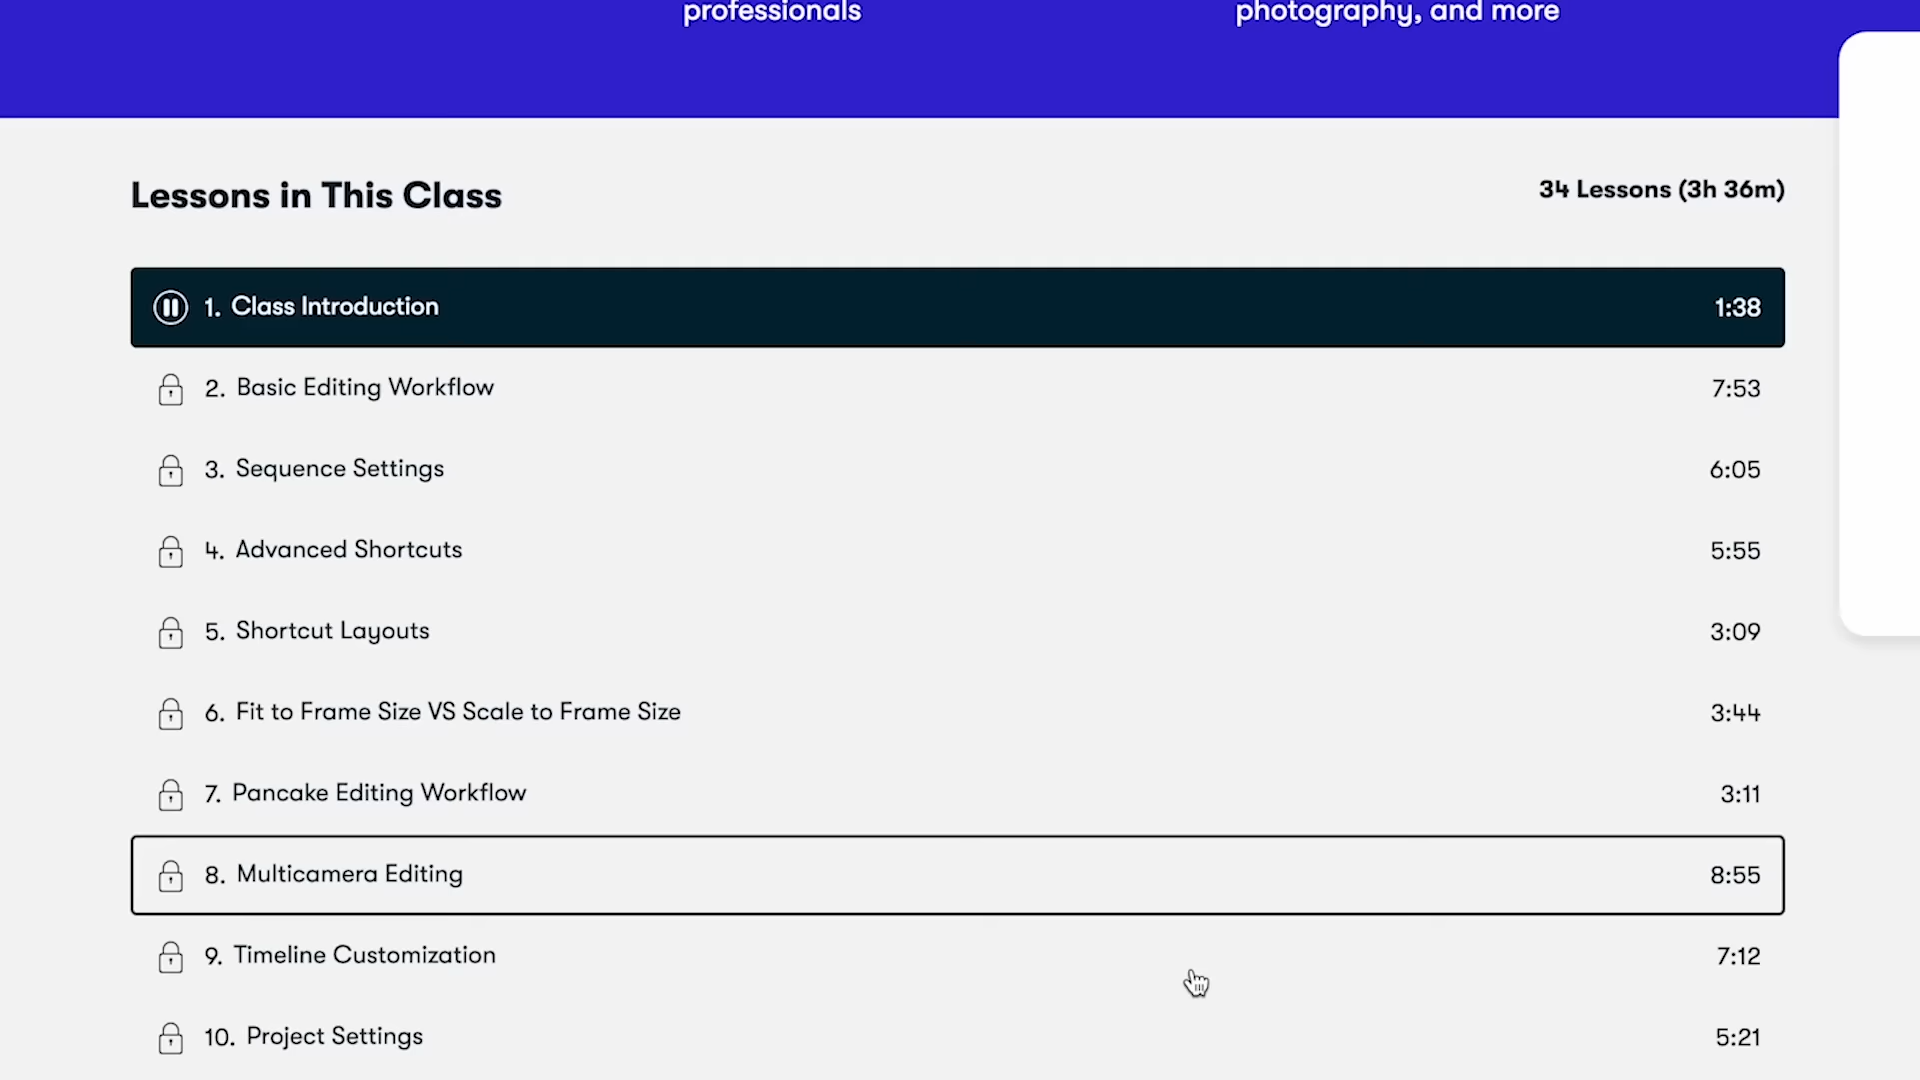 professionals
photography, and more
Lessons in This Class
34 Lessons (3h 36m)
1. Class Introduction 1:38
2. Basic Editing Workflow 7:53
3. Sequence Settings 6:05
4. Advanced Shortcuts 5:55
5. Shortcut Layouts 3:09
6. Fit to Frame Size VS Scale to Frame Size 3:44
7. Pancake Editing Workflow 3:11
8. Multicamera Editing 8:55
9. Timeline Customization 7:12
10. Project Settings 5:21